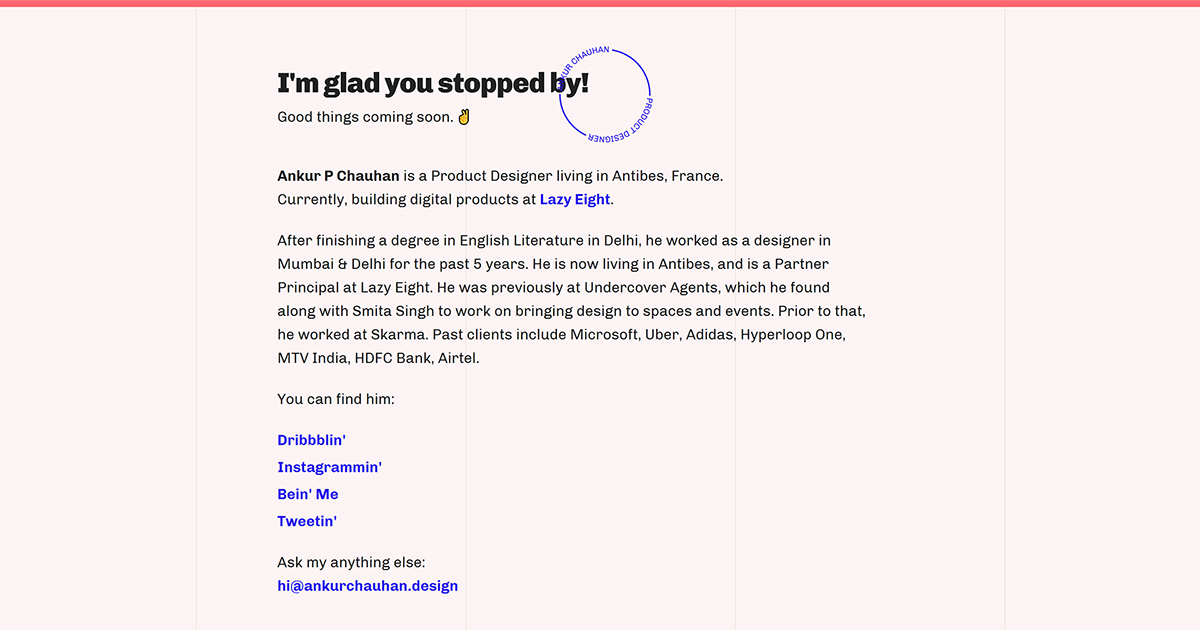 I'm glad you stopped by!
ANKUR CHAUHAN
PRODUCT DESIGNER
Good things coming soon. ✌
Ankur P Chauhan is a Product Designer living in Antibes, France.
Currently, building digital products at Lazy Eight.
After finishing a degree in English Literature in Delhi, he worked as a designer in
Mumbai & Delhi for the past 5 years. He is now living in Antibes, and is a Partner
Principal at Lazy Eight. He was previously at Undercover Agents, which he found
along with Smita Singh to work on bringing design to spaces and events. Prior to that,
he worked at Skarma. Past clients include Microsoft, Uber, Adidas, Hyperloop One,
MTV India, HDFC Bank, Airtel.
You can find him:
Dribbblin'
Instagrammin'
Bein' Me
Tweetin'
Ask my anything else:
hi@ankurchauhan.design